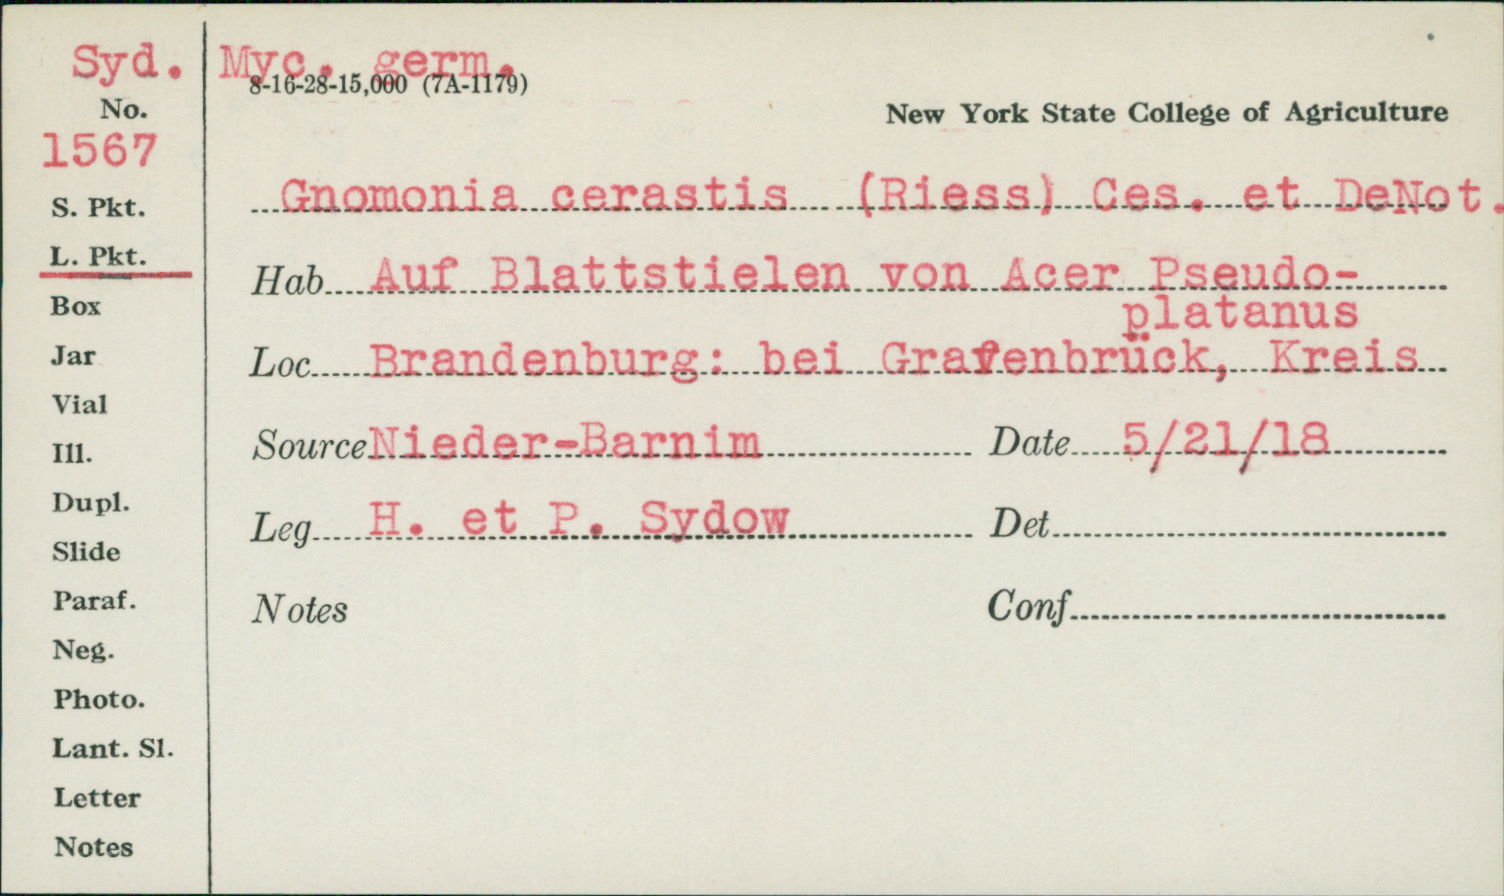 Syd. Myc. germ.
8-16-28-15,000 (7A-1179)
No.
New York State College of Agriculture
1567
S. Pkt.
Gnomonia cerastis (Riess) Ces. et DeNot.
L. Pkt.
Hab Auf Blattstielen von Acer Pseudo-
platanus
Box
Jar
Loc Brandenburg: bei Grafenbrück, Kreis
Vial
Ill.
Source Nieder-Barnim Date 5/21/18
Dupl.
Leg H. et P. Sydow Det
Slide
Paraf.
Notes Conf
Neg.
Photo.
Lant. Sl.
Letter
Notes